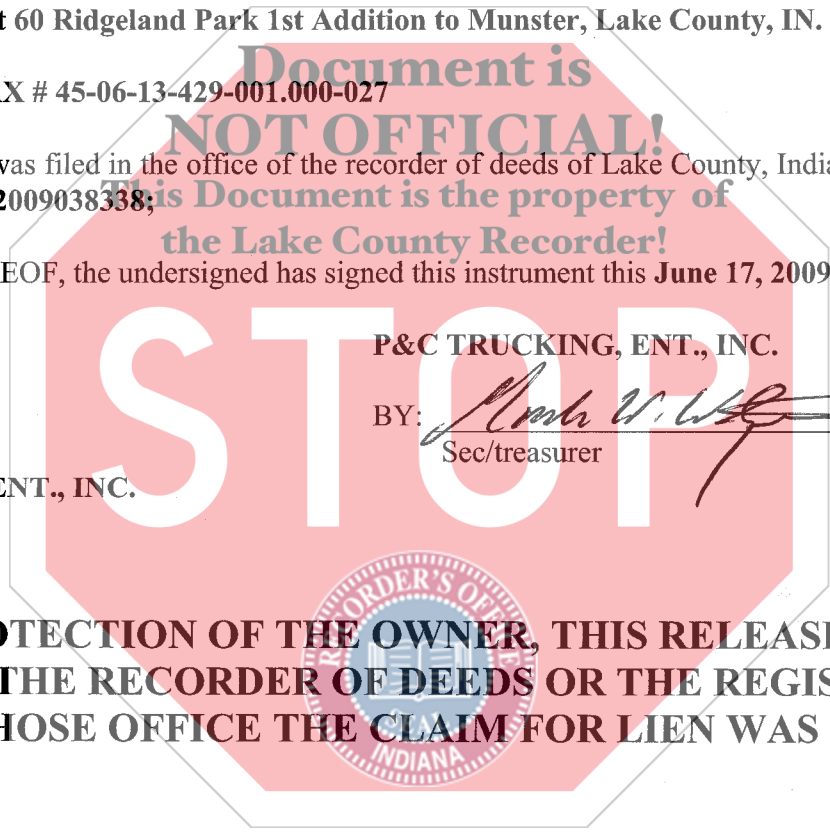 t 60 Ridgeland Park 1st Addition to Munster, Lake County, IN.
Document is
AX # 45-06-13-429-001.000-027
NOT OFFICIAL!
was filed in the office of the recorder of deeds of Lake County, India
2009038338;
This Document is the property of
the Lake County Recorder!
EOF, the undersigned has signed this instrument this June 17, 2009
STOP
P&C TRUCKING, ENT., INC.
BY:
Sec/treasurer
ENT., INC.
RECORDER'S OFFICE
OTECTION OF THE OWNER, THIS RELEASE
THE RECORDER OF DEEDS OR THE REGIS
HOSE OFFICE THE CLAIM FOR LIEN WAS
INDIANA